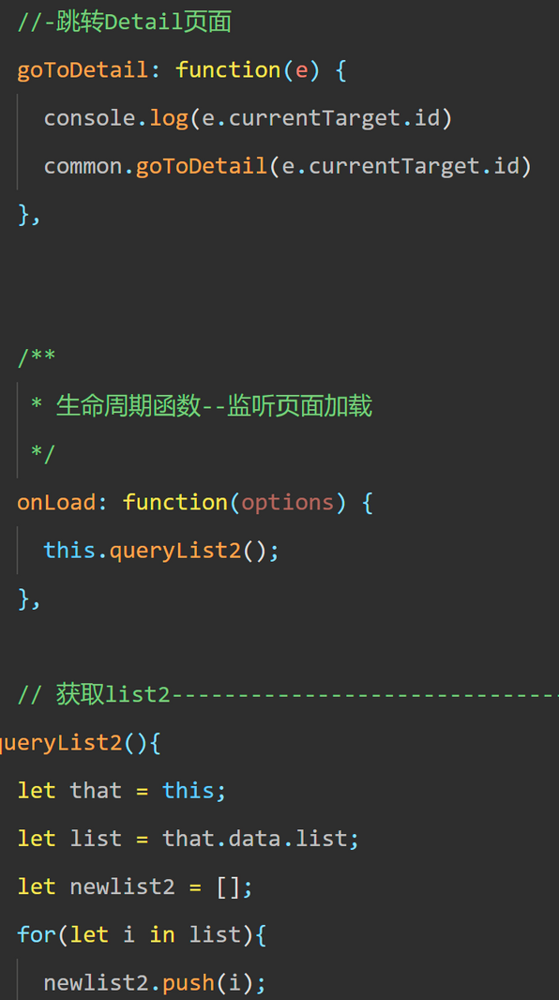 //-跳转Detail页面
goToDetail: function(e) {
console.log(e.currentTarget.id)
common.goToDetail(e.currentTarget.id)
},
/**
* 生命周期函数--监听页面加载
*/
onLoad: function(options) {
this.queryList2();
},
// 获取list2------------------------------
queryList2(){
let that = this;
let list = that.data.list;
let newlist2 = [];
for(let i in list){
newlist2.push(i);